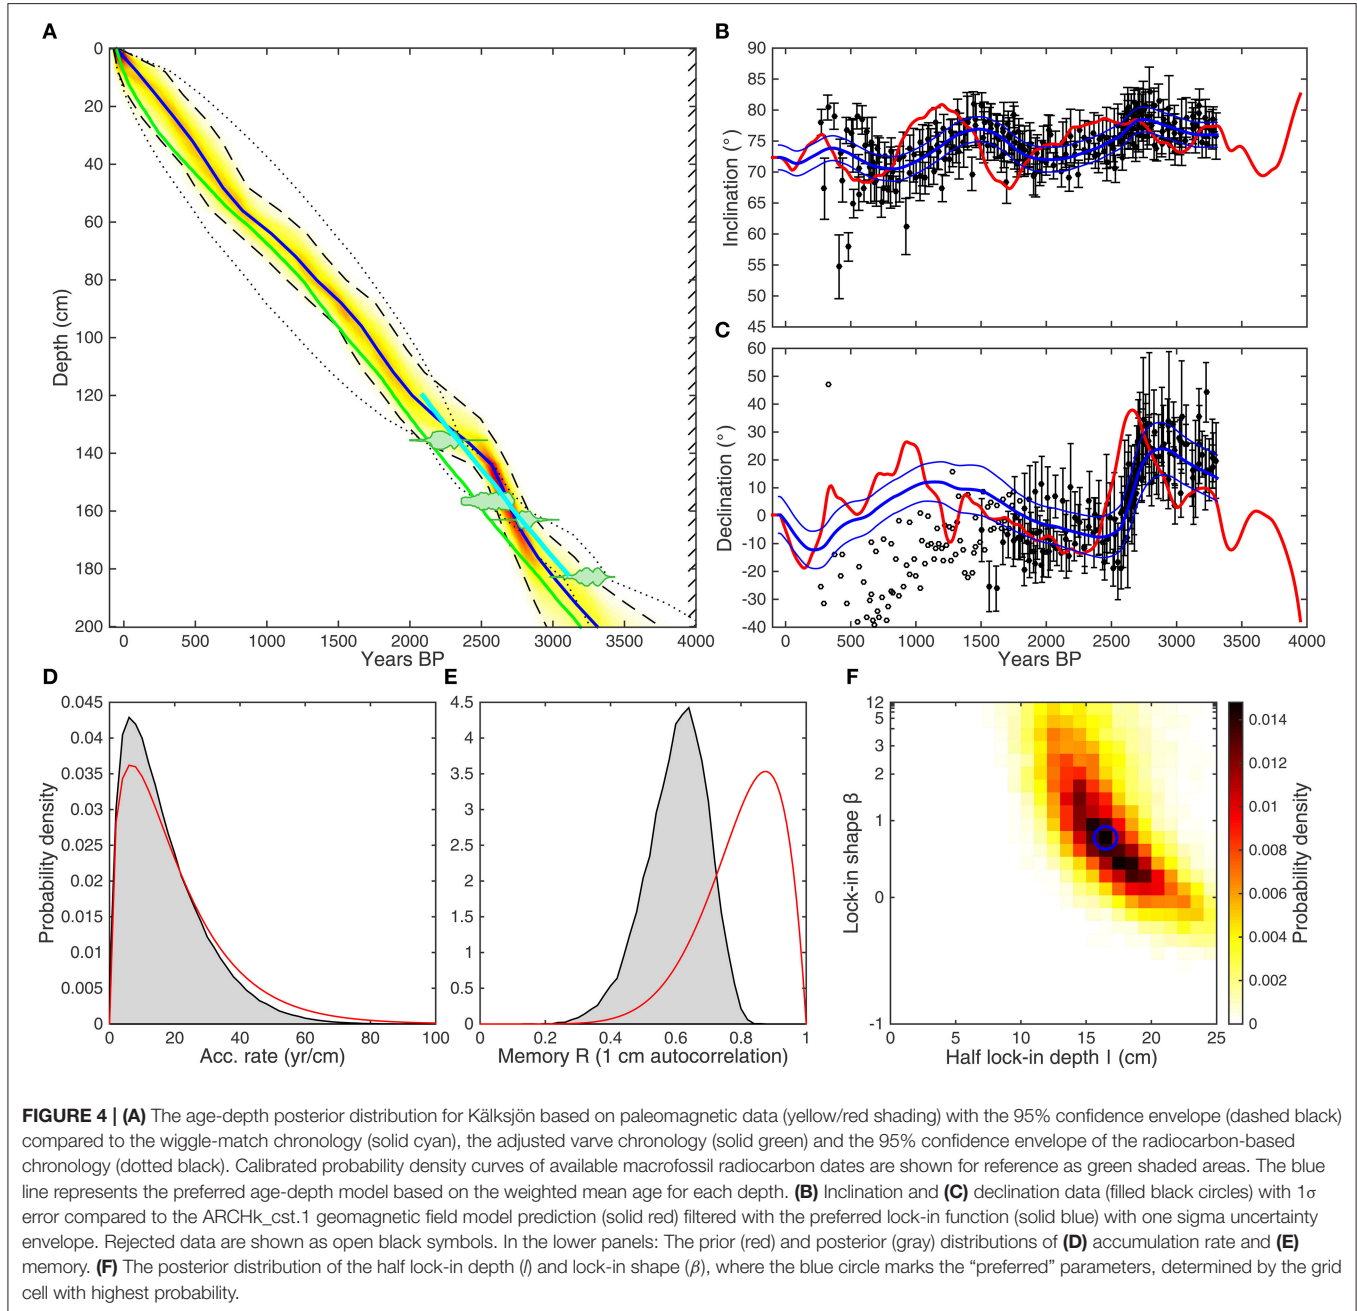 A
B
0
20
40
60
80
100
120
140
160
180
200
Depth (cm)
0 500 1000 1500 2000 2500 3000 3500 4000
Years BP
90
85
80
75
70
65
60
55
50
45
Inclination (°)
C
60
50
40
30
20
10
0
-10
-20
-30
-40
Declination (°)
0 500 1000 1500 2000 2500 3000 3500 4000
Years BP
D
0.045
0.04
0.035
0.03
0.025
0.02
0.015
0.01
0.005
0
Probability density
0 20 40 60 80 100
Acc. rate (yr/cm)
E
4.5
4
3.5
3
2.5
2
1.5
1
0.5
0
0 0.2 0.4 0.6 0.8 1
Memory R (1 cm autocorrelation)
F
12
5
3
2
1
0
-1
Lock-in shape β
0 5 10 15 20 25
Half lock-in depth l (cm)
0.014
0.012
0.01
0.008
0.006
0.004
0.002
0
Probability density
FIGURE 4 | (A) The age-depth posterior distribution for Kälksjön based on paleomagnetic data (yellow/red shading) with the 95% confidence envelope (dashed black)
compared to the wiggle-match chronology (solid cyan), the adjusted varve chronology (solid green) and the 95% confidence envelope of the radiocarbon-based
chronology (dotted black). Calibrated probability density curves of available macrofossil radiocarbon dates are shown for reference as green shaded areas. The blue
line represents the preferred age-depth model based on the weighted mean age for each depth. (B) Inclination and (C) declination data (filled black circles) with 1σ
error compared to the ARCHk_cst.1 geomagnetic field model prediction (solid red) filtered with the preferred lock-in function (solid blue) with one sigma uncertainty
envelope. Rejected data are shown as open black symbols. In the lower panels: The prior (red) and posterior (gray) distributions of (D) accumulation rate and (E)
memory. (F) The posterior distribution of the half lock-in depth (l) and lock-in shape (β), where the blue circle marks the “preferred” parameters, determined by the grid
cell with highest probability.